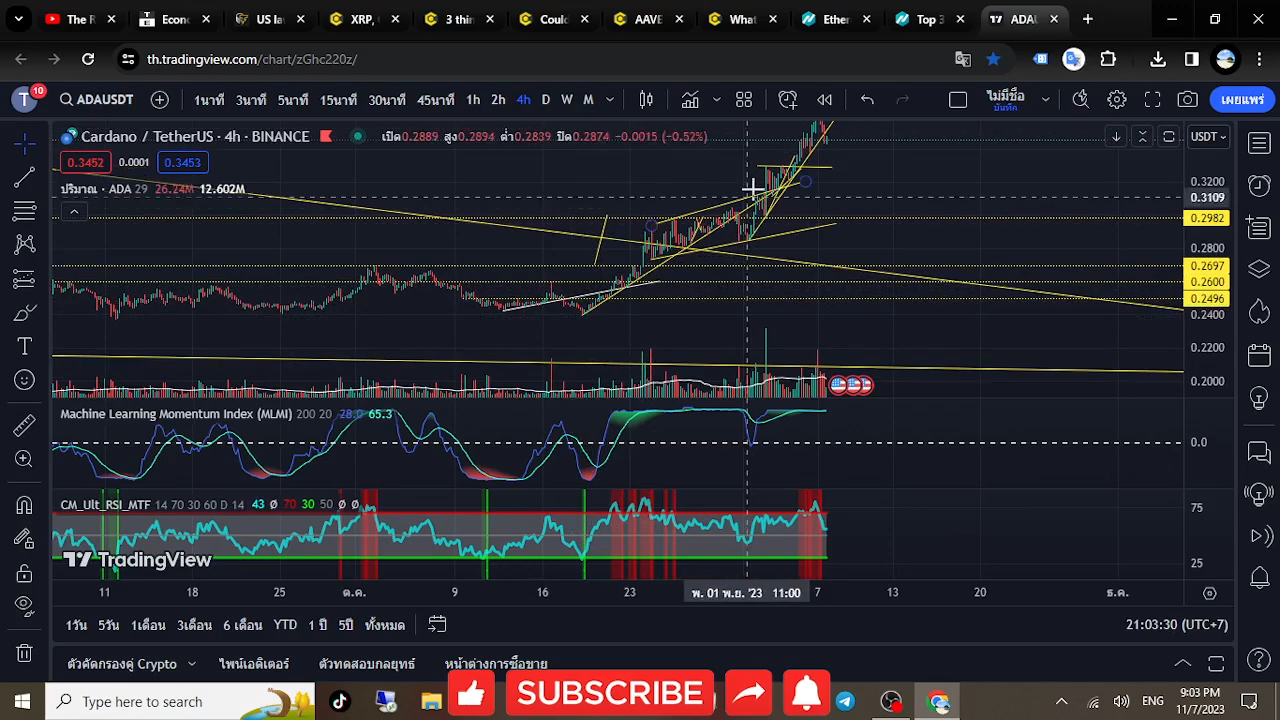 The R
Econo
US la
XRP, (
3 thin
Could
AAVE
What
Ether
Top 3
ADAU
th.tradingview.com/chart/zGhc220z/
T 10 ADAUSDT 1นาที 3นาที 5นาที 15นาที 30นาที 45นาที 1h 2h 4h D W M ไม่มีชื่อ บันทึก เผยแพร่
Cardano / TetherUS · 4h · BINANCE เปิด0.2889 สูง0.2894 ต่ำ0.2839 ปิด0.2874 −0.0015 (−0.52%) USDT
0.3452 0.0001 0.3453
ปริมาณ · ADA 29 26.24M 12.602M
0.3200
0.3109
0.2982
0.2800
0.2697
0.2600
0.2496
0.2400
0.2200
0.2000
Machine Learning Momentum Index (MLMI) 200 20 28.0 65.3
0.0
CM_Ult_RSI_MTF 14 70 30 60 D 14 43 Ø 70 30 50 Ø Ø
75
TradingView
25
11 18 25 ต.ค. 9 16 23 พ. 01 พ.ย. '23 11:00 7 13 20 ธ.ค.
1วัน 5วัน 1เดือน 3เดือน 6 เดือน YTD 1 ปี 5ปี ทั้งหมด 21:03:30 (UTC+7)
ตัวคัดกรองคู่ Crypto ไพน์เอดิเตอร์ ตัวทดสอบกลยุทธ์ หน้าต่างการซื้อขาย
SUBSCRIBE
Type here to search
ENG
9:03 PM
11/7/2023